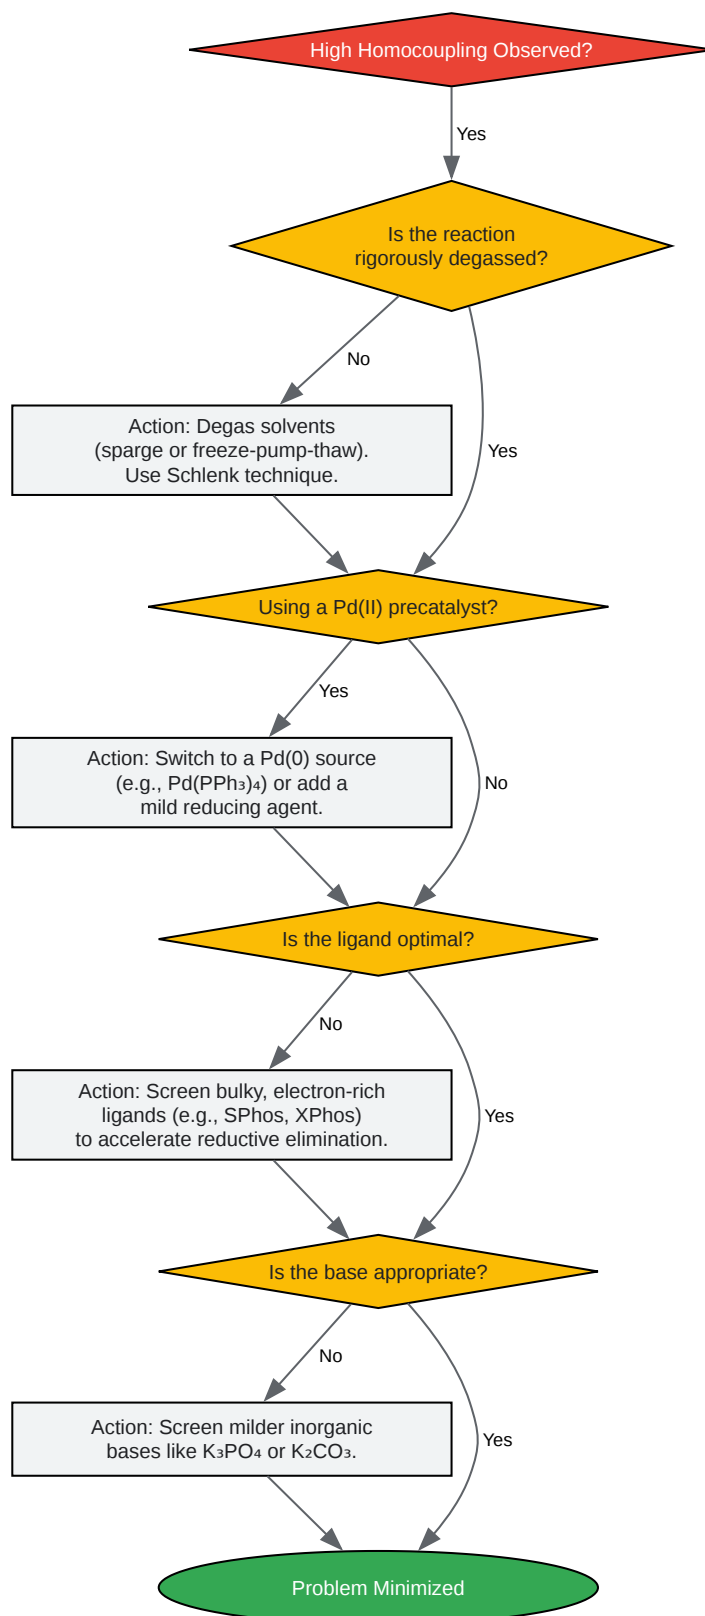 High Homocoupling Observed?
Yes
Is the reaction
rigorously degassed?
No
Action: Degas solvents
(sparge or freeze-pump-thaw).
Use Schlenk technique.
Yes
Using a Pd(II) precatalyst?
Yes
Action: Switch to a Pd(0) source
(e.g., Pd(PPh₃)₄) or add a
mild reducing agent.
No
Is the ligand optimal?
No
Action: Screen bulky, electron-rich
ligands (e.g., SPhos, XPhos)
to accelerate reductive elimination.
Yes
Is the base appropriate?
No
Action: Screen milder inorganic
bases like K₃PO₄ or K₂CO₃.
Yes
Problem Minimized